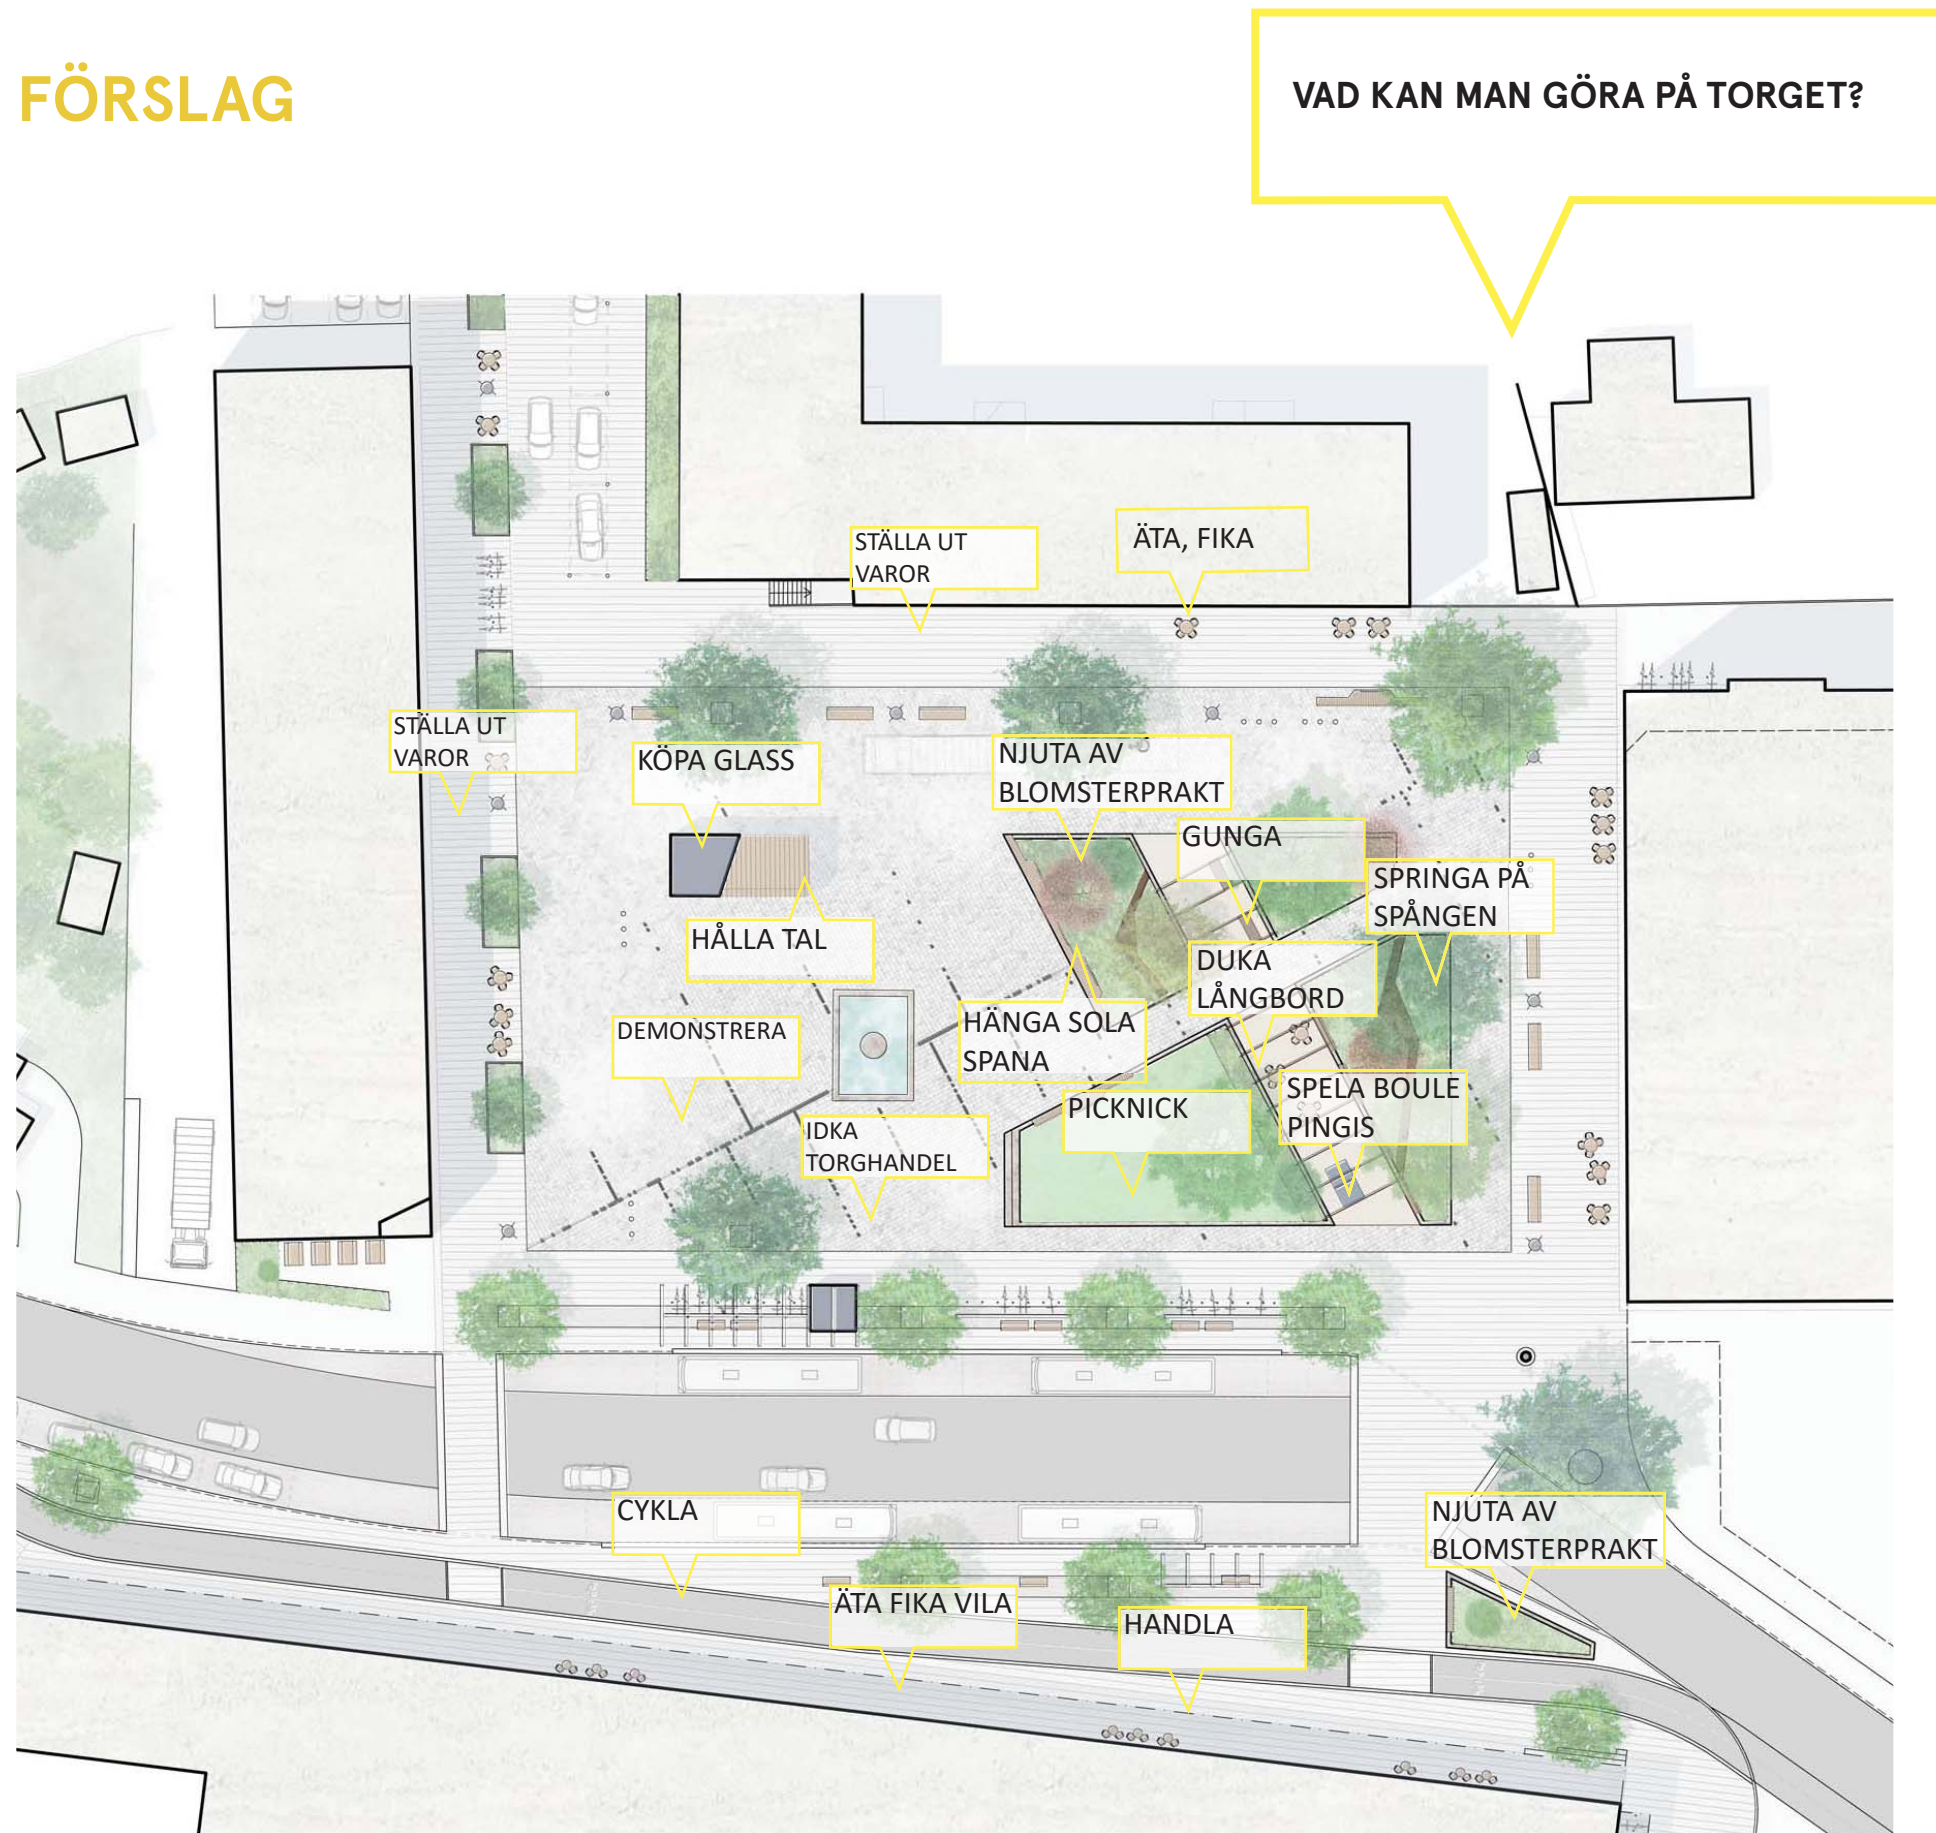 FÖRSLAG
VAD KAN MAN GÖRA PÅ TORGET?
STÄLLA UT
VAROR
ÄTA, FIKA
STÄLLA UT
VAROR
KÖPA GLASS
NJUTA AV
BLOMSTERPRAKT
GUNGA
SPRINGA PÅ
SPÅNGEN
HÅLLA TAL
DUKA
LÅNGBORD
HÄNGA SOLA
SPANA
DEMONSTRERA
PICKNICK
SPELA BOULE
PINGIS
IDKA
TORGHANDEL
CYKLA
NJUTA AV
BLOMSTERPRAKT
ÄTA FIKA VILA
HANDLA